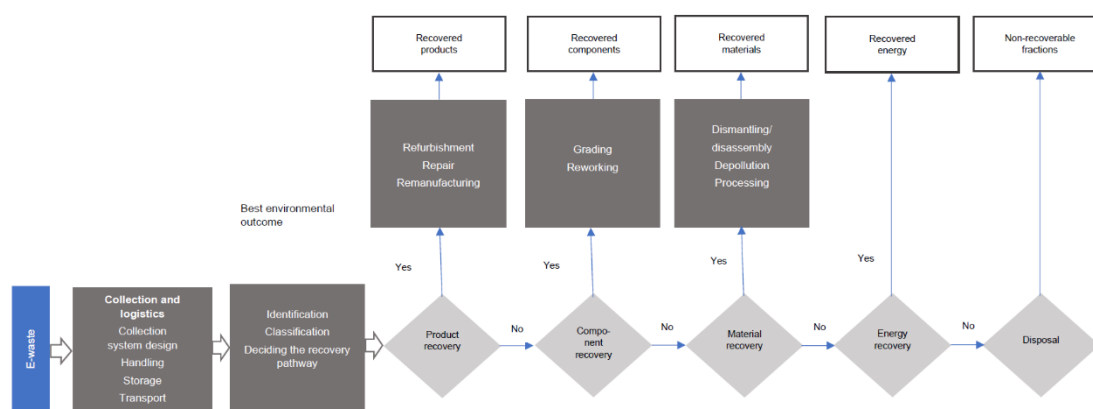 Recovered
products
Recovered
components
Recovered
materials
Recovered
energy
Non-recoverable
fractions
Refurbishment
Repair
Remanufacturing
Grading
Reworking
Dismantling/
disassembly
Depollution
Processing
Best environmental
outcome
Yes
Yes
Yes
Yes
E-waste
Collection and
logistics
Collection
system design
Handling
Storage
Transport
Identification
Classification
Deciding the recovery
pathway
Product
recovery
No
Compo-
nent
recovery
No
Material
recovery
No
Energy
recovery
No
Disposal